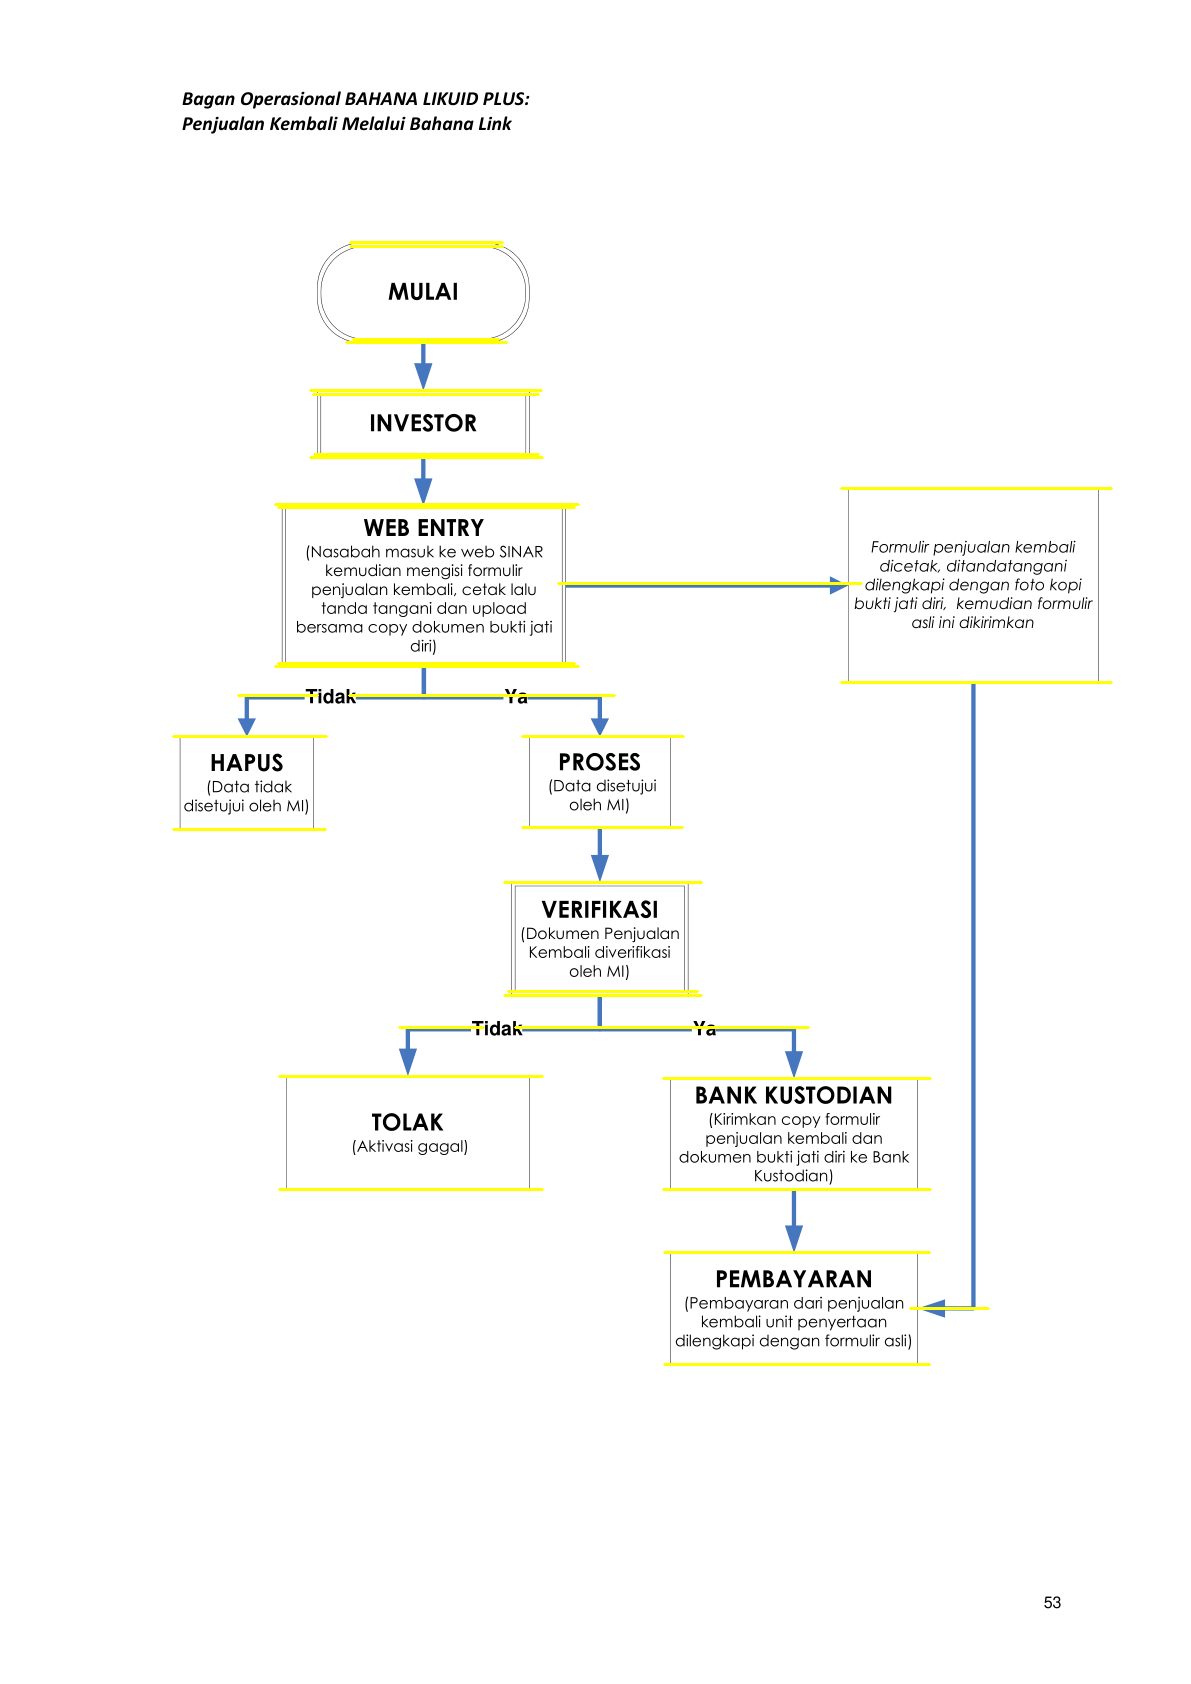 Bagan Operasional BAHANA LIKUID PLUS:
Penjualan Kembali Melalui Bahana Link
MULAI
INVESTOR
WEB ENTRY
(Nasabah masuk ke web SINAR
kemudian mengisi formulir
penjualan kembali, cetak lalu
tanda tangani dan upload
bersama copy dokumen bukti jati
diri)
Formulir penjualan kembali
dicetak, ditandatangani
dilengkapi dengan foto kopi
bukti jati diri, kemudian formulir
asli ini dikirimkan
Tidak
Ya
HAPUS
(Data tidak
disetujui oleh MI)
PROSES
(Data disetujui
oleh MI)
VERIFIKASI
(Dokumen Penjualan
Kembali diverifikasi
oleh MI)
Tidak
Ya
TOLAK
(Aktivasi gagal)
BANK KUSTODIAN
(Kirimkan copy formulir
penjualan kembali dan
dokumen bukti jati diri ke Bank
Kustodian)
PEMBAYARAN
(Pembayaran dari penjualan
kembali unit penyertaan
dilengkapi dengan formulir asli)
53